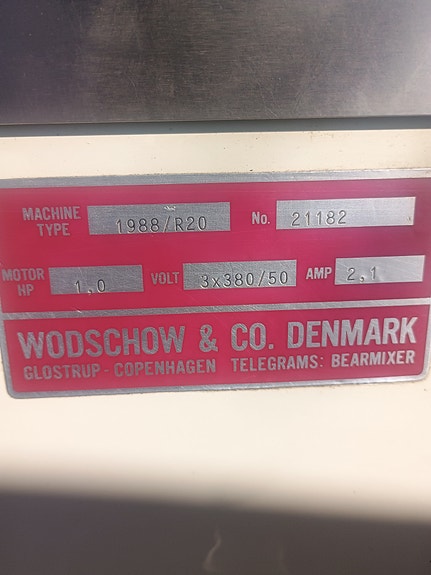 MACHINE TYPE 1988/R20 No. 21182
MOTOR HP 1.0 VOLT 3x380/50 AMP 2,1
WODSCHOW & CO. DENMARK
GLOSTRUP - COPENHAGEN TELEGRAMS: BEARMIXER